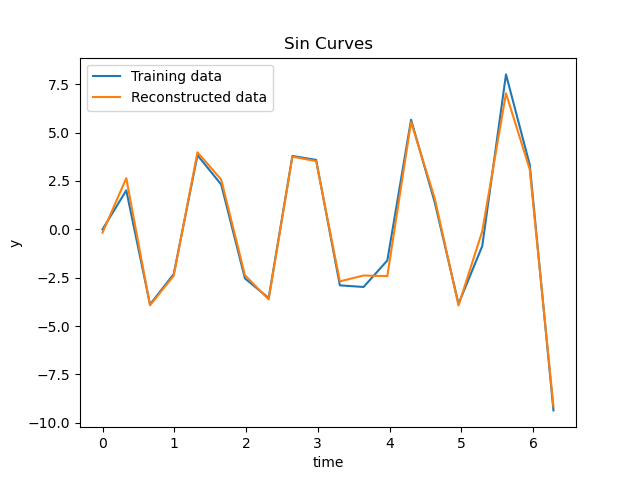 Sin Curves
Training data
Reconstructed data
7.5
5.0
2.5
0.0
−2.5
−5.0
−7.5
−10.0
y
0 1 2 3 4 5 6
time